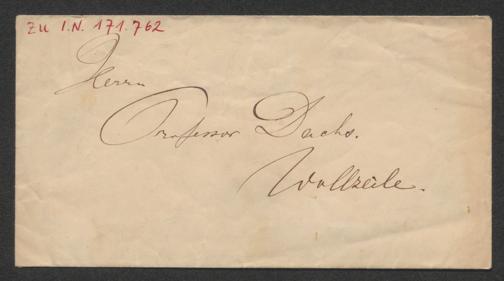 Zu I.N. 171.762
Herrn
Professor Dachs.
Wollzeile.